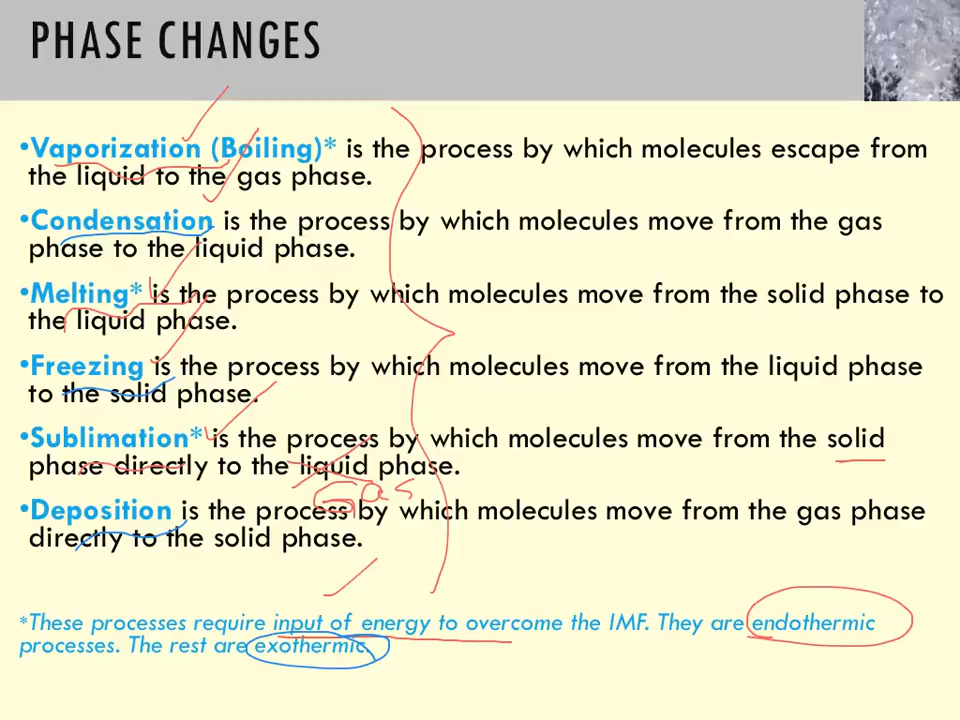 PHASE CHANGES
•Vaporization (Boiling)* is the process by which molecules escape from
the liquid to the gas phase.
•Condensation is the process by which molecules move from the gas
phase to the liquid phase.
•Melting* is the process by which molecules move from the solid phase to
the liquid phase.
•Freezing is the process by which molecules move from the liquid phase
to the solid phase.
•Sublimation* is the process by which molecules move from the solid
phase directly to the liquid phase.
Gas
•Deposition is the process by which molecules move from the gas phase
directly to the solid phase.
*These processes require input of energy to overcome the IMF. They are endothermic
processes. The rest are exothermic.